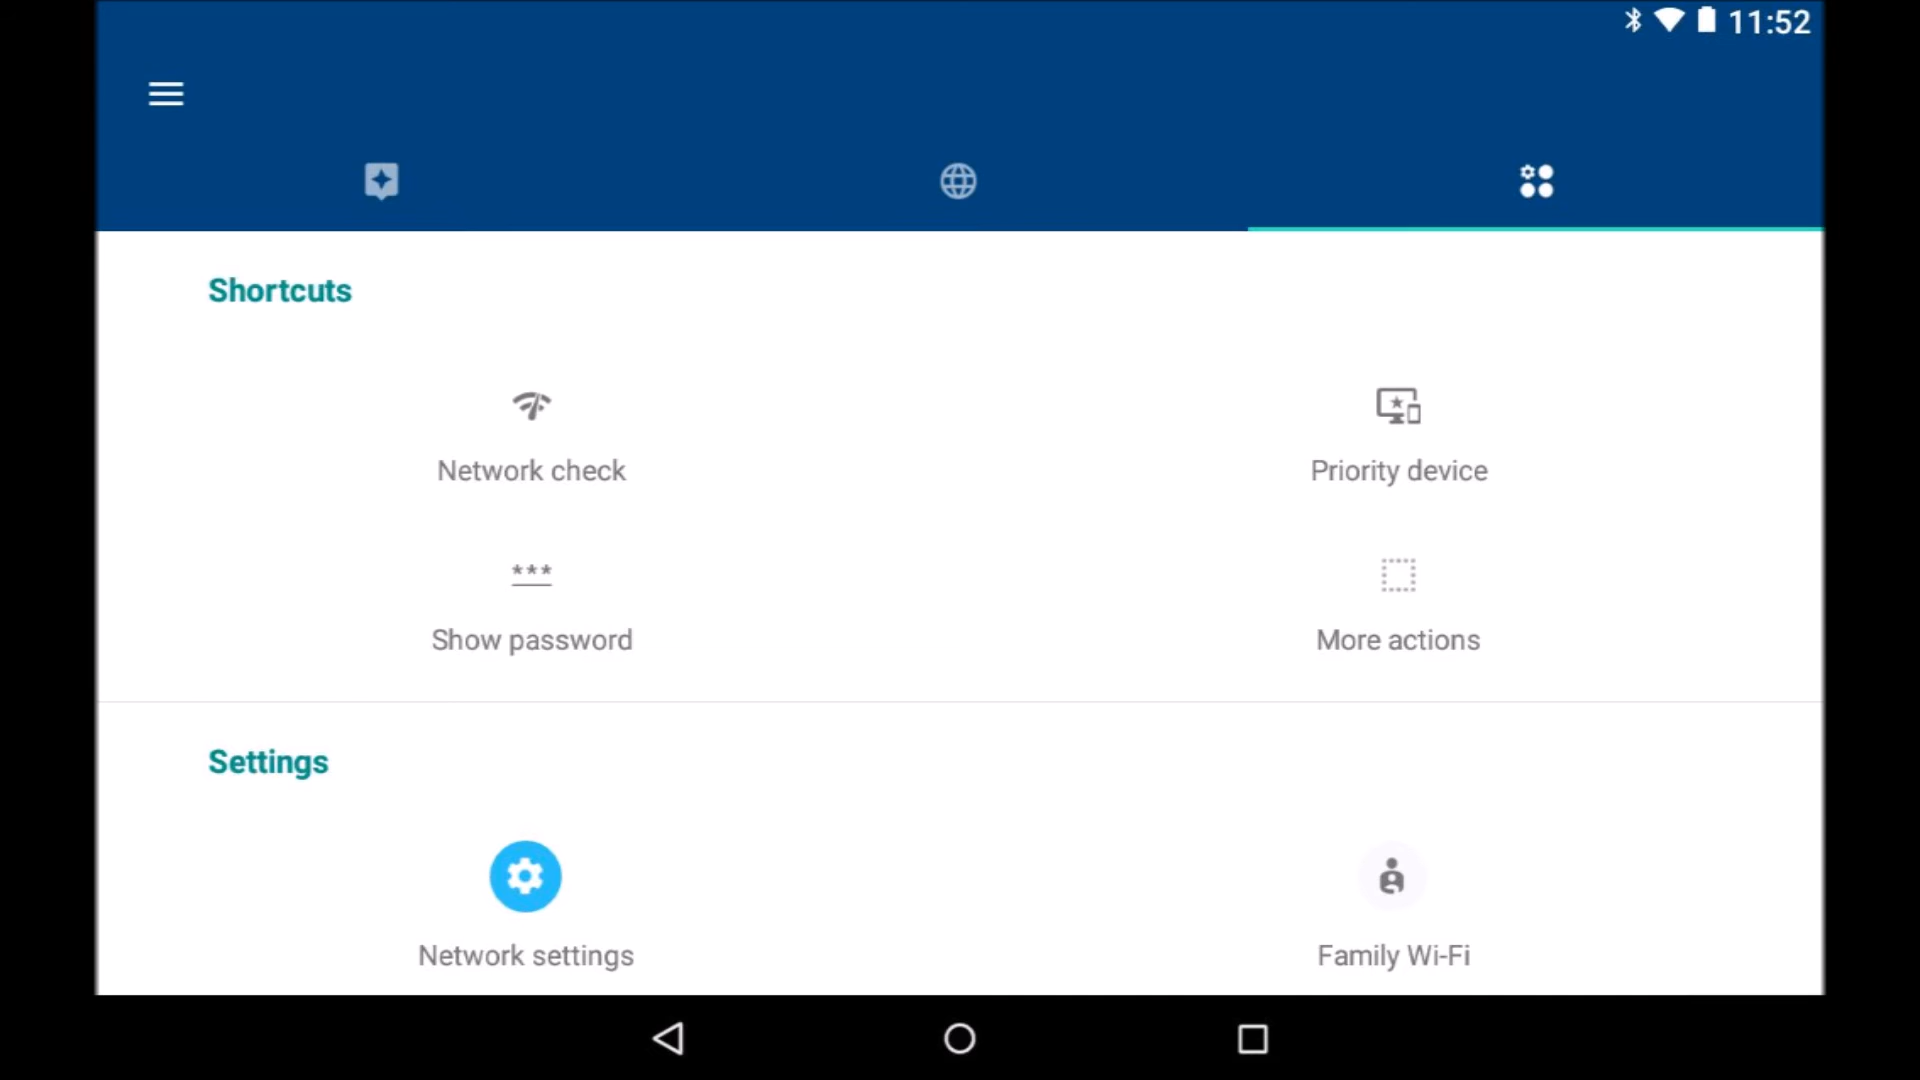 11:52
Shortcuts
Network check
Priority device
***
Show password
More actions
Settings
Network settings
Family Wi-Fi